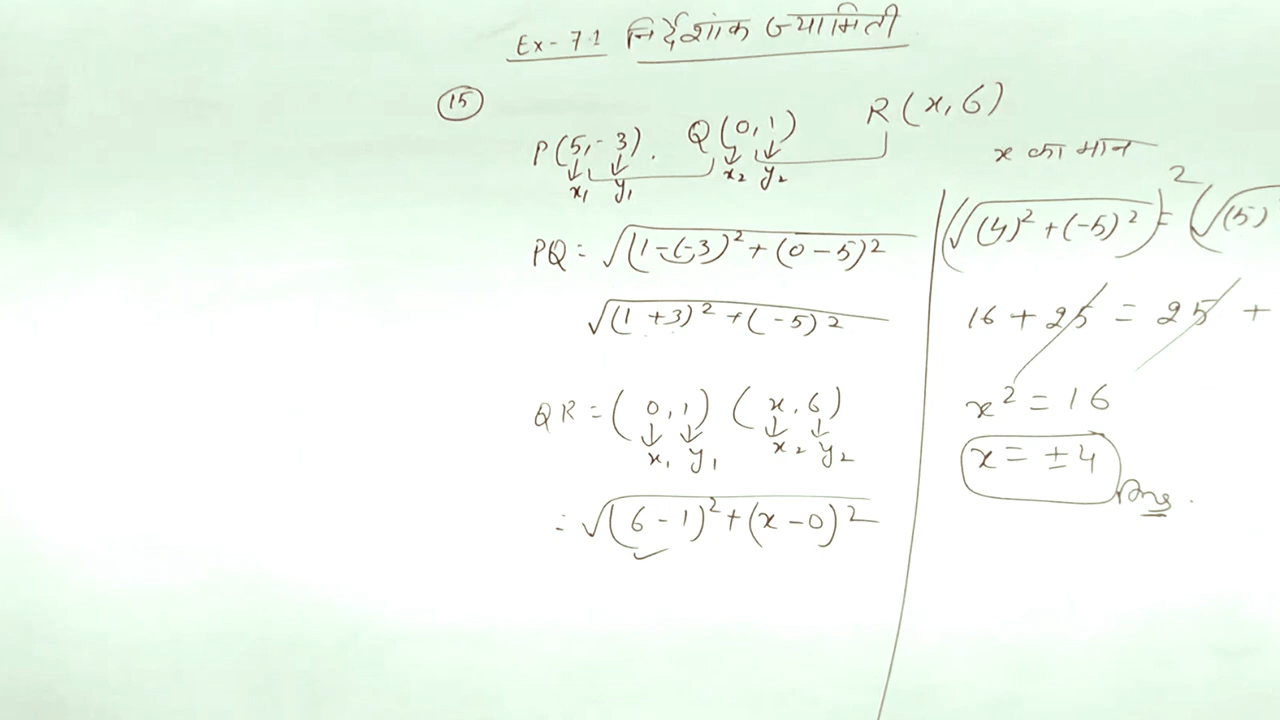 Ex-7.1 निर्देशांक ज्यामिती
15
P(5,-3). Q(0,1) R(x,6)
x₁ y₁ x₂ y₂
x का मान
PQ = √(1-(-3)² + (0-5)²
√(1+3)² + (-5)²
QR = (0,1) (x,6)
x₁ y₁ x₂ y₂
= √(6-1)² + (x-0)²
(√(4)² + (-5)²)² = (√(5)²
16 + 25 = 25 +
x² = 16
x = ±4 Ans.